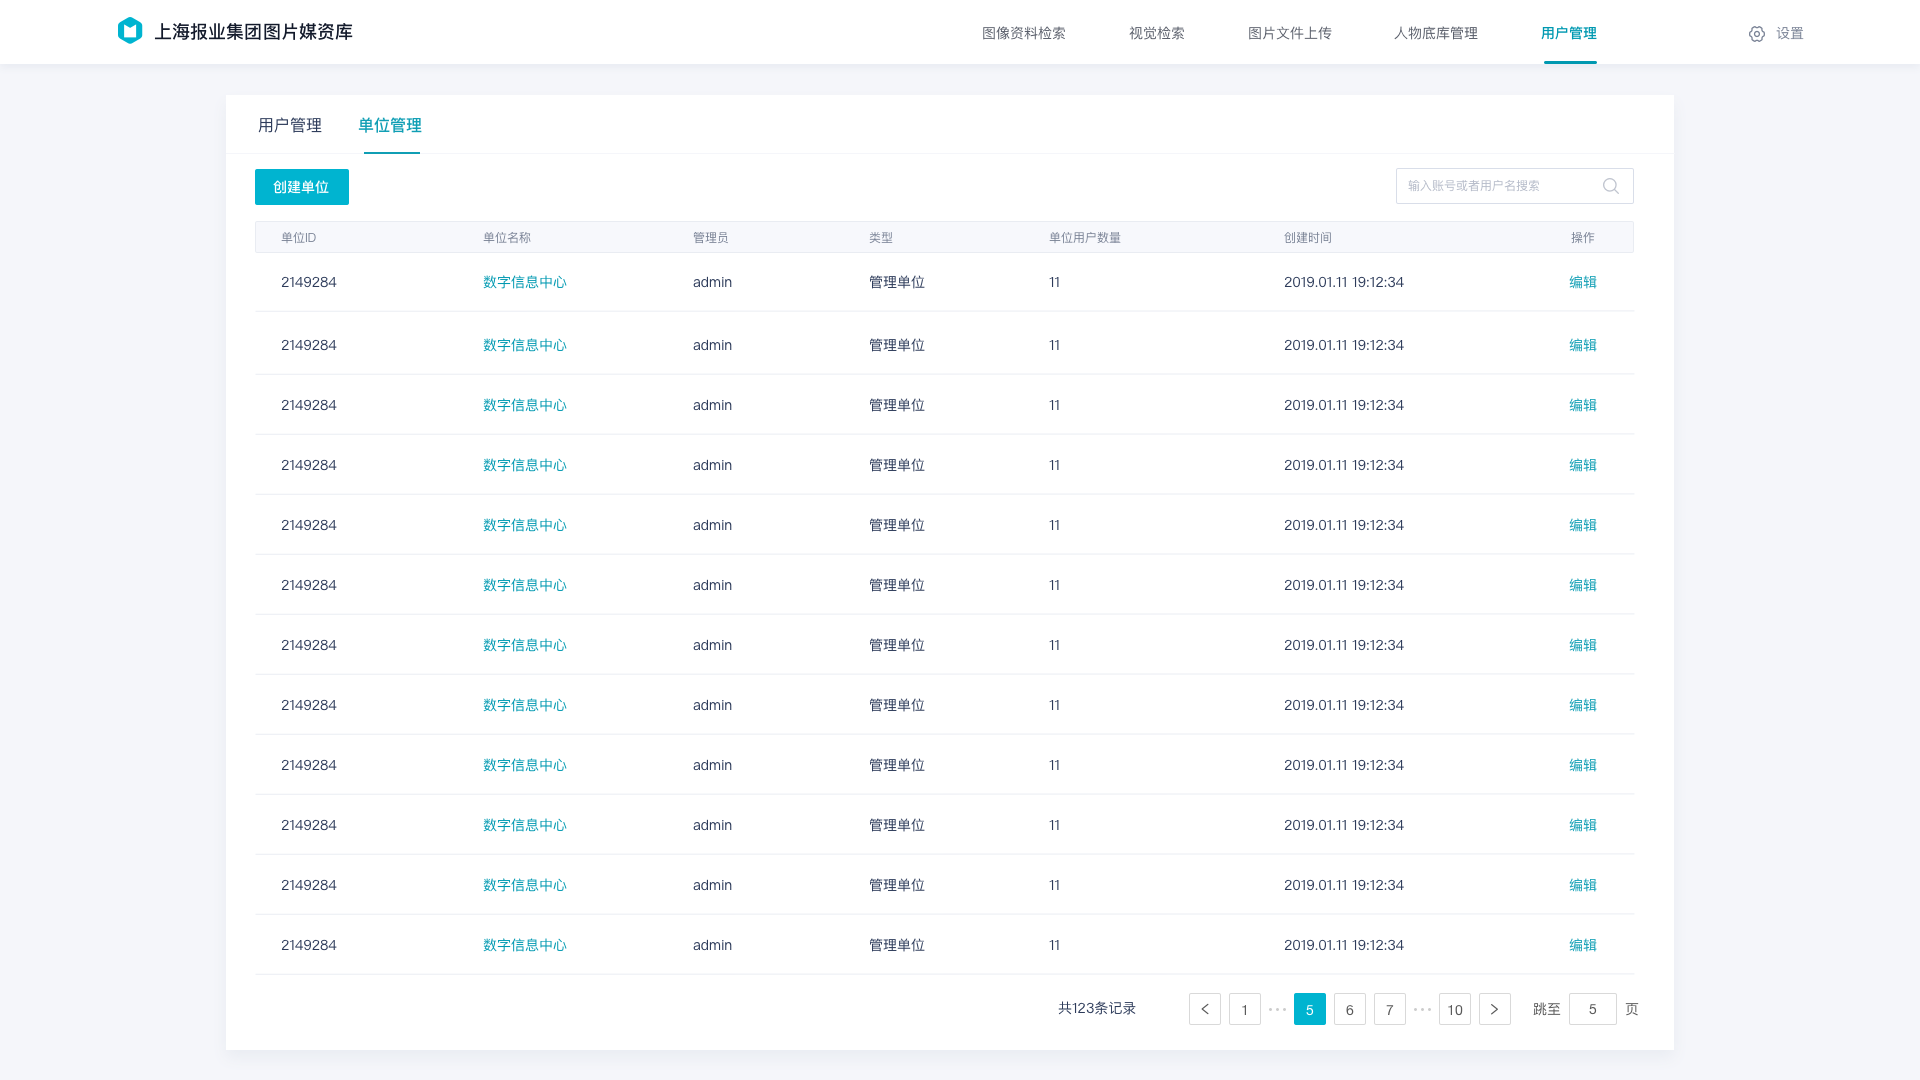 上海报业集团图片媒资库 图像资料检索 视觉检索 图片文件上传 人物底库管理 用户管理 设置
用户管理 单位管理
创建单位 输入账号或者用户名搜索
单位ID 单位名称 管理员 类型 单位用户数量 创建时间 操作
2149284 数字信息中心 admin 管理单位 11 2019.01.11 19:12:34 编辑
2149284 数字信息中心 admin 管理单位 11 2019.01.11 19:12:34 编辑
2149284 数字信息中心 admin 管理单位 11 2019.01.11 19:12:34 编辑
2149284 数字信息中心 admin 管理单位 11 2019.01.11 19:12:34 编辑
2149284 数字信息中心 admin 管理单位 11 2019.01.11 19:12:34 编辑
2149284 数字信息中心 admin 管理单位 11 2019.01.11 19:12:34 编辑
2149284 数字信息中心 admin 管理单位 11 2019.01.11 19:12:34 编辑
2149284 数字信息中心 admin 管理单位 11 2019.01.11 19:12:34 编辑
2149284 数字信息中心 admin 管理单位 11 2019.01.11 19:12:34 编辑
2149284 数字信息中心 admin 管理单位 11 2019.01.11 19:12:34 编辑
2149284 数字信息中心 admin 管理单位 11 2019.01.11 19:12:34 编辑
2149284 数字信息中心 admin 管理单位 11 2019.01.11 19:12:34 编辑
共123条记录 < 1 ··· 5 6 7 ··· 10 > 跳至 5 页